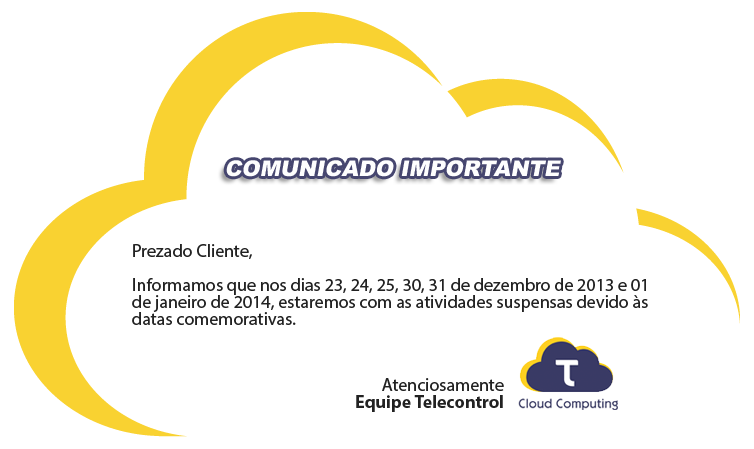 COMUNICADO IMPORTANTE
Prezado Cliente,
Informamos que nos dias 23, 24, 25, 30, 31 de dezembro de 2013 e 01
de janeiro de 2014, estaremos com as atividades suspensas devido às
datas comemorativas.
Atenciosamente
Equipe Telecontrol
T
Cloud Computing